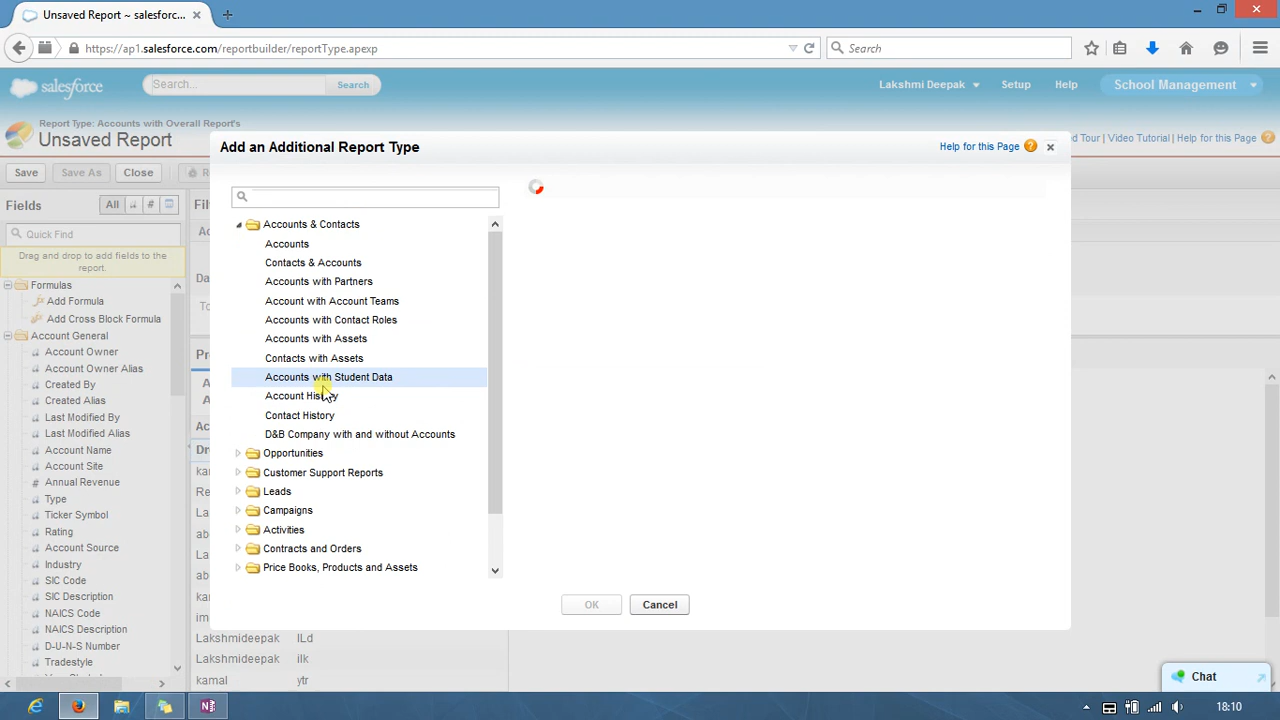 Unsaved Report ~ salesforc...
https://ap1.salesforce.com/reportbuilder/reportType.apexp
Search
salesforce
Search...
Search
Lakshmi Deepak
Setup
Help
School Management
Report Type: Accounts with Overall Report's
Unsaved Report
Tour | Video Tutorial | Help for this Page
Add an Additional Report Type
Help for this Page
Save
Save As
Close
Fields
All
#
Quick Find
Drag and drop to add fields to the
report.
Formulas
Add Formula
Add Cross Block Formula
Account General
Account Owner
Account Owner Alias
Created By
Created Alias
Last Modified By
Last Modified Alias
Account Name
Account Site
# Annual Revenue
Type
Ticker Symbol
Rating
Account Source
Industry
SIC Code
SIC Description
NAICS Code
NAICS Description
D-U-N-S Number
Tradestyle
Accounts & Contacts
Accounts
Contacts & Accounts
Accounts with Partners
Account with Account Teams
Accounts with Contact Roles
Accounts with Assets
Contacts with Assets
Accounts with Student Data
Account History
Contact History
D&B Company with and without Accounts
Opportunities
Customer Support Reports
Leads
Campaigns
Activities
Contracts and Orders
Price Books, Products and Assets
OK
Cancel
Lakshmideepak ILd
Lakshmideepak ilk
kamal ytr
Chat
18:10